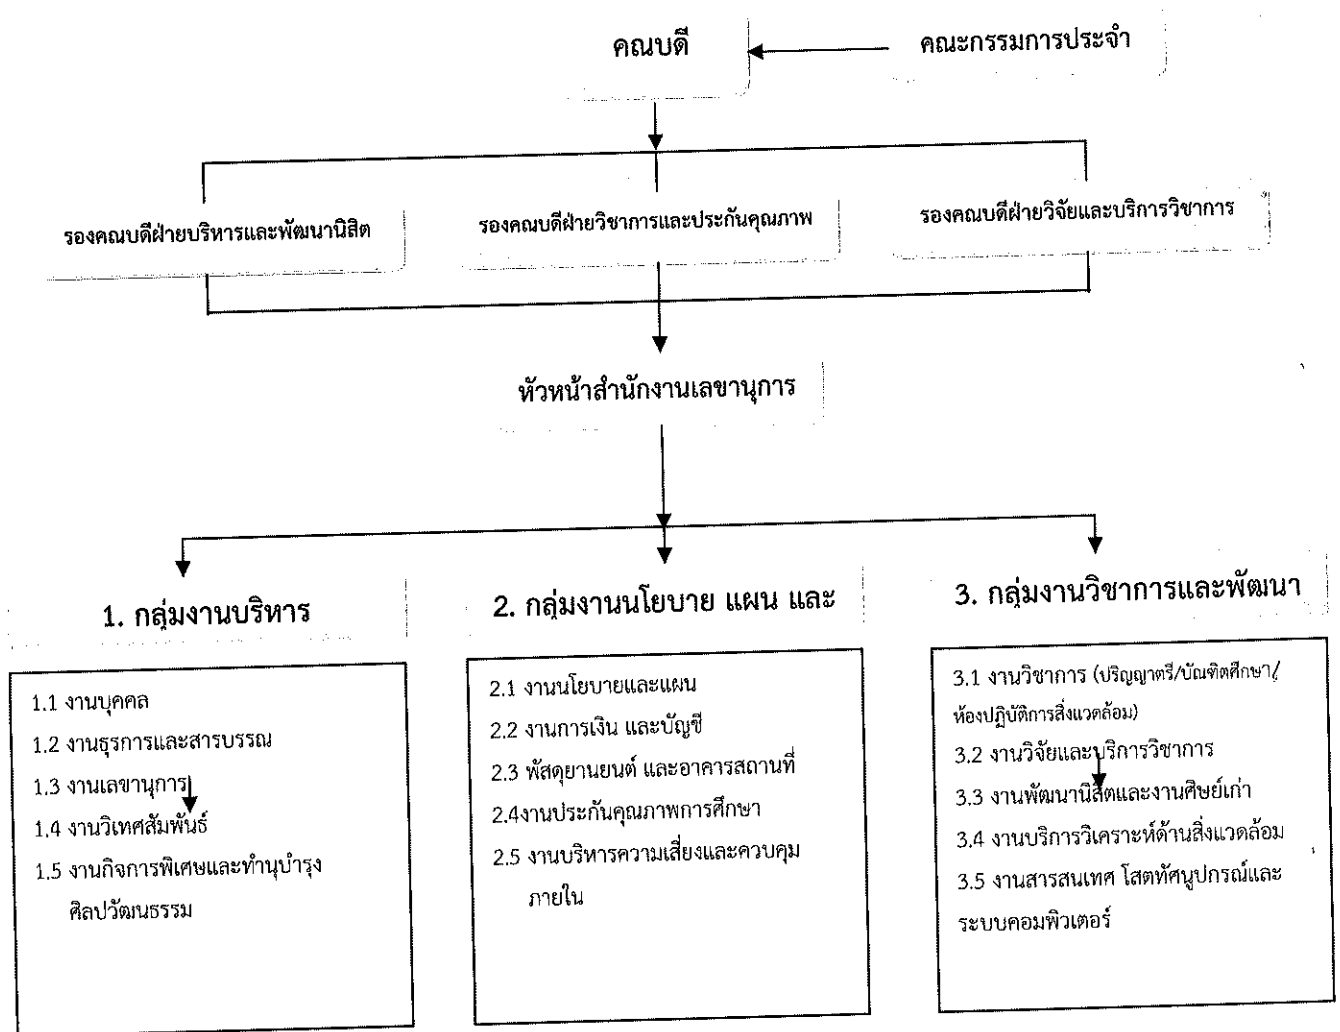 คณบดี
คณะกรรมการประจำ
รองคณบดีฝ่ายบริหารและพัฒนานิสิต
รองคณบดีฝ่ายวิชาการและประกันคุณภาพ
รองคณบดีฝ่ายวิจัยและบริการวิชาการ
หัวหน้าสำนักงานเลขานุการ
1. กลุ่มงานบริหาร
1.1 งานบุคคล
1.2 งานธุรการและสารบรรณ
1.3 งานเลขานุการ
1.4 งานวิเทศสัมพันธ์
1.5 งานกิจการพิเศษและทำนุบำรุง
ศิลปวัฒนธรรม
2. กลุ่มงานนโยบาย แผน และ
2.1 งานนโยบายและแผน
2.2 งานการเงิน และบัญชี
2.3 พัสดุยานยนต์ และอาคารสถานที่
2.4งานประกันคุณภาพการศึกษา
2.5 งานบริหารความเสี่ยงและควบคุม
ภายใน
3. กลุ่มงานวิชาการและพัฒนา
3.1 งานวิชาการ (ปริญญาตรี/บัณฑิตศึกษา/
ห้องปฏิบัติการสิ่งแวดล้อม)
3.2 งานวิจัยและบริการวิชาการ
3.3 งานพัฒนานิสิตและงานศิษย์เก่า
3.4 งานบริการวิเคราะห์ด้านสิ่งแวดล้อม
3.5 งานสารสนเทศ โสตทัศนูปกรณ์และ
ระบบคอมพิวเตอร์